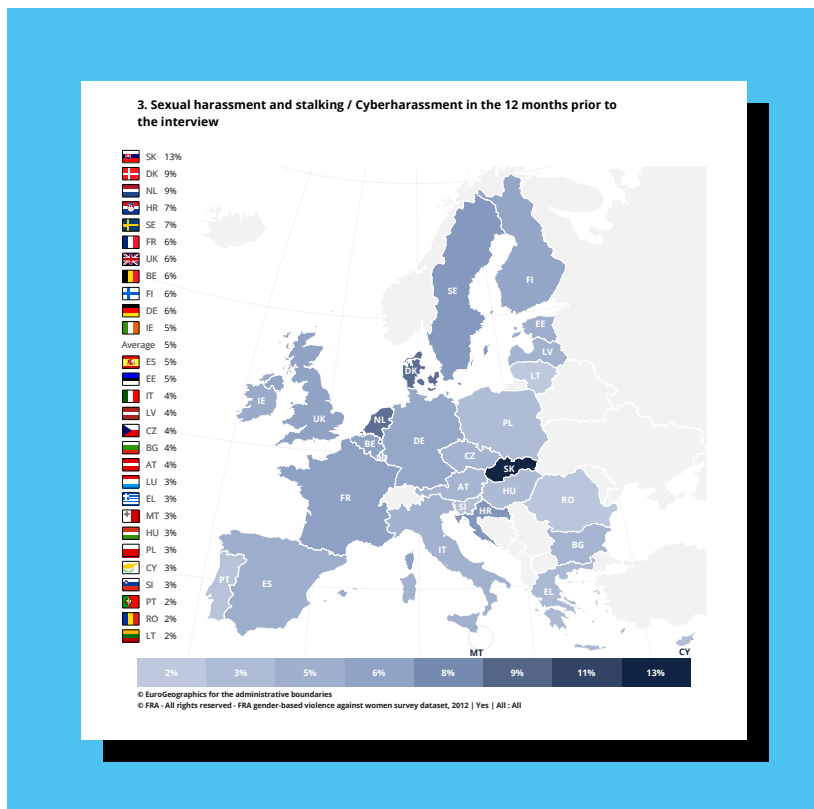 3. Sexual harassment and stalking / Cyberharassment in the 12 months prior to
the interview
SK 13%
DK 9%
NL 9%
HR 7%
SE 7%
FR 6%
UK 6%
BE 6%
FI 6%
DE 6%
IE 5%
Average 5%
ES 5%
EE 5%
IT 4%
LV 4%
CZ 4%
BG 4%
AT 4%
LU 3%
EL 3%
MT 3%
HU 3%
PL 3%
CY 3%
SI 3%
PT 2%
RO 2%
LT 2%
FI
SE
EE
LV
LT
DK
IE
UK
NL
PL
BE
DE
CZ
SK
AT
HU
FR
RO
SI
HR
BG
IT
PT
ES
EL
MT
CY
2% 3% 5% 6% 8% 9% 11% 13%
© EuroGeographics for the administrative boundaries
© FRA - All rights reserved - FRA gender-based violence against women survey dataset, 2012 | Yes | All : All